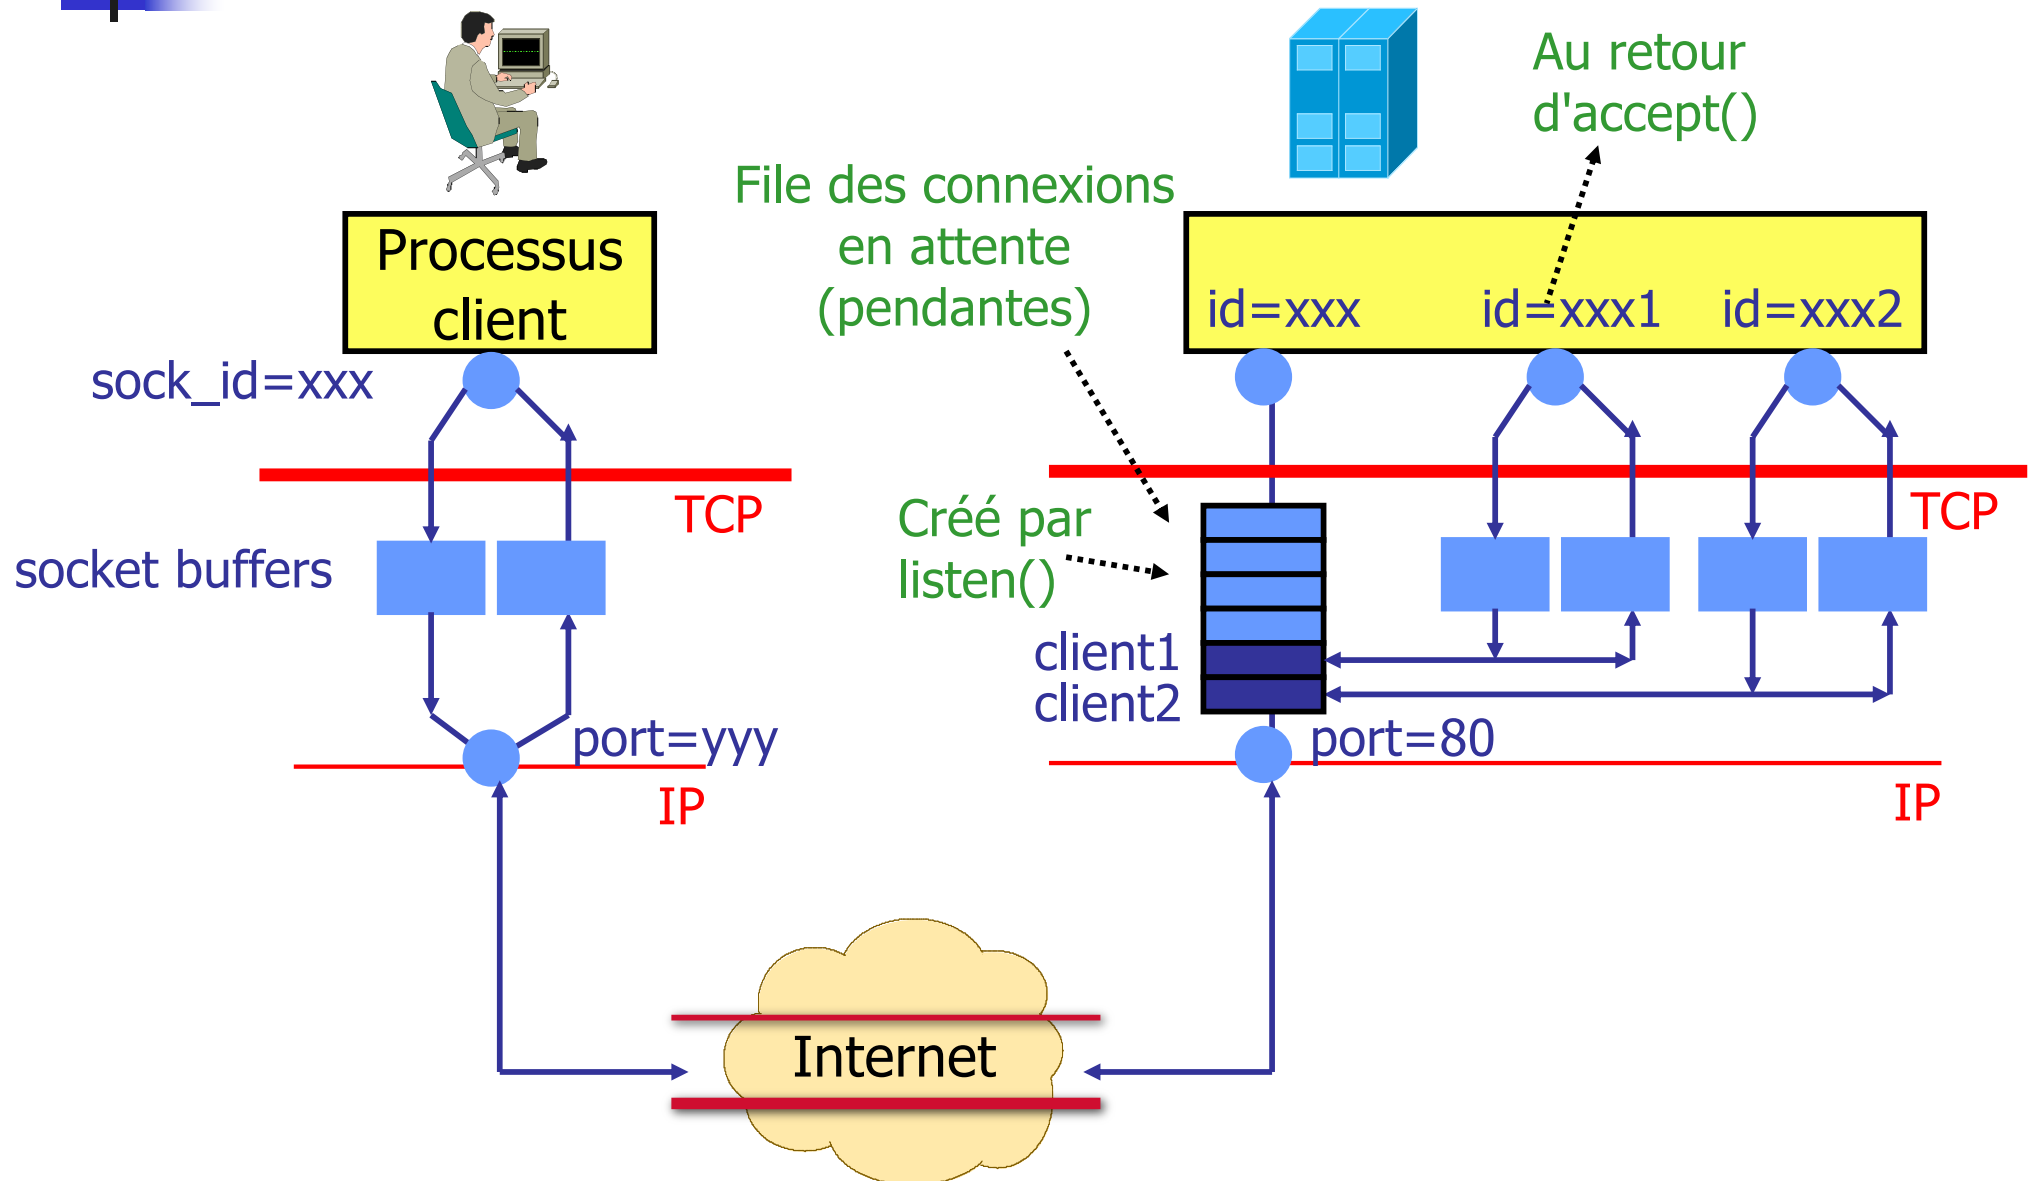 Au retour
d'accept()
File des connexions
en attente
(pendantes)
Processus
client
id=xxx
id=xxx1
id=xxx2
sock_id=xxx
TCP
Créé par
listen()
TCP
socket buffers
client1
client2
port=yyy
port=80
IP
IP
Internet